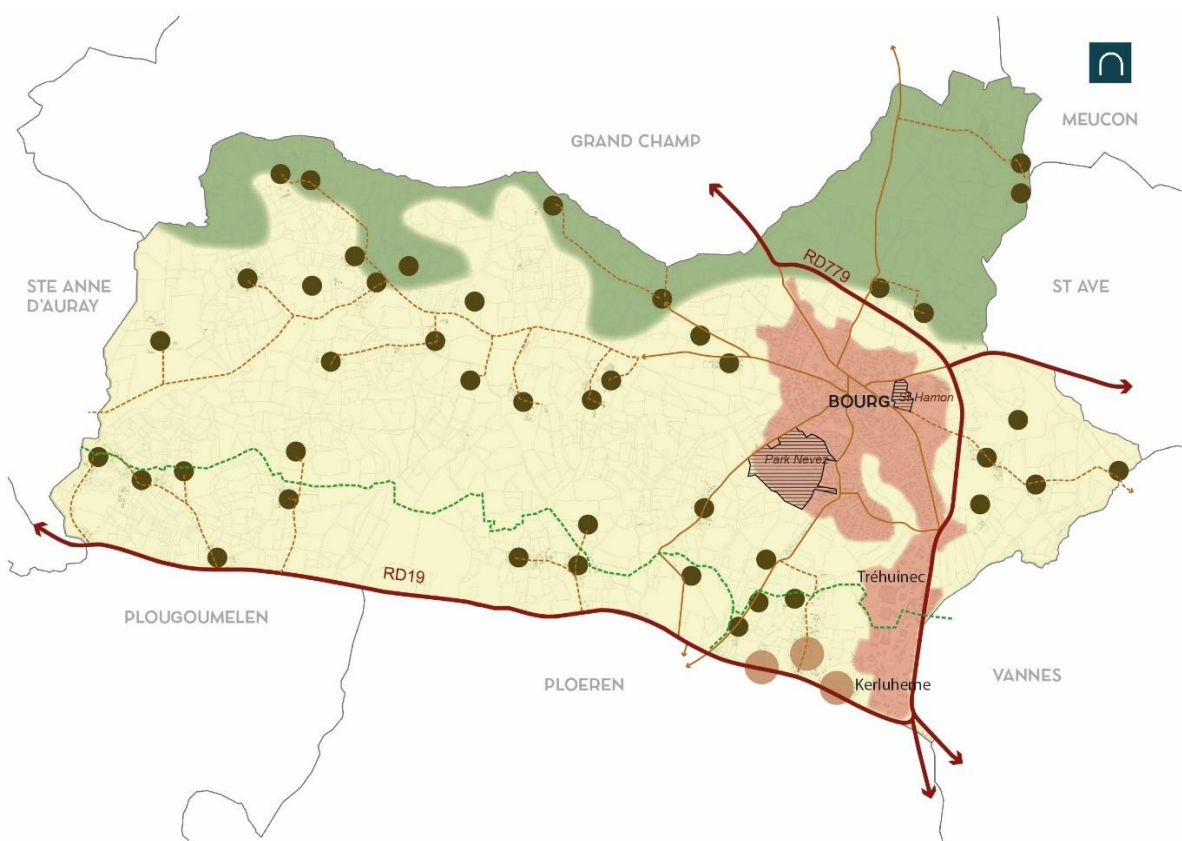 MEUCON
GRAND CHAMP
RD779
STE ANNE
D'AURAY
ST AVE
BOURG
St Hamon
Park Nevez
RD19
Tréhuinec
PLOUGOUMELEN
PLOEREN
Kerluherne
VANNES